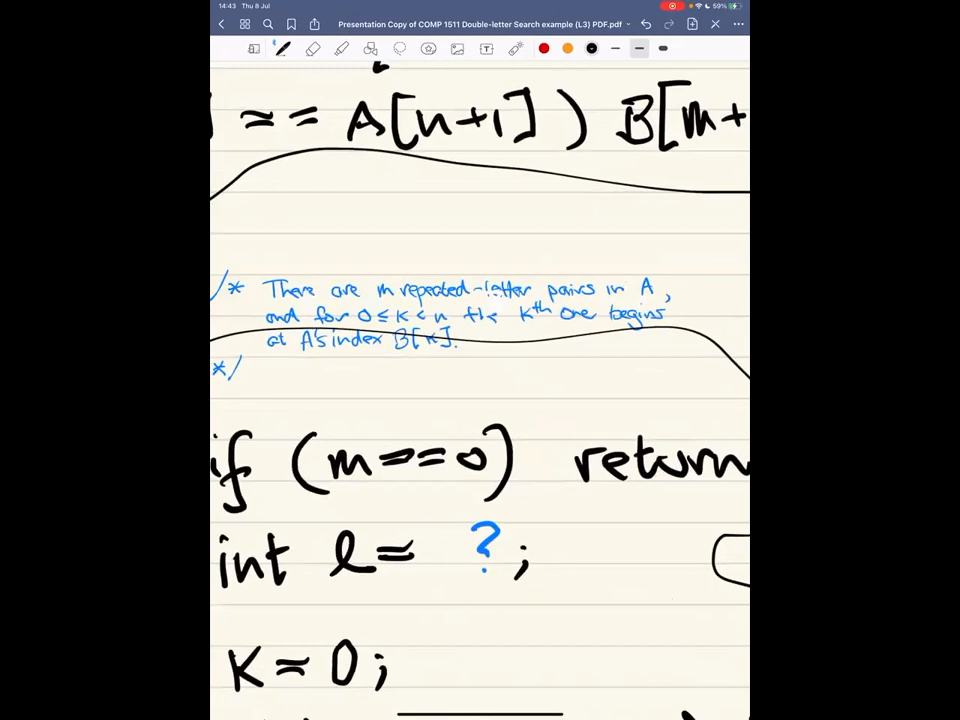 14:43 Thu 8 Jul 59%
Presentation Copy of COMP 1511 Double-letter Search example (L3) PDF.pdf
] == A[n+1] ) B[m+
/* There are m repeated-letter pairs in A,
and for 0 ≤ k < n the kth one begins
at A's index B[k].
*/
if (m==0) return
int l= ? ;
k = 0;